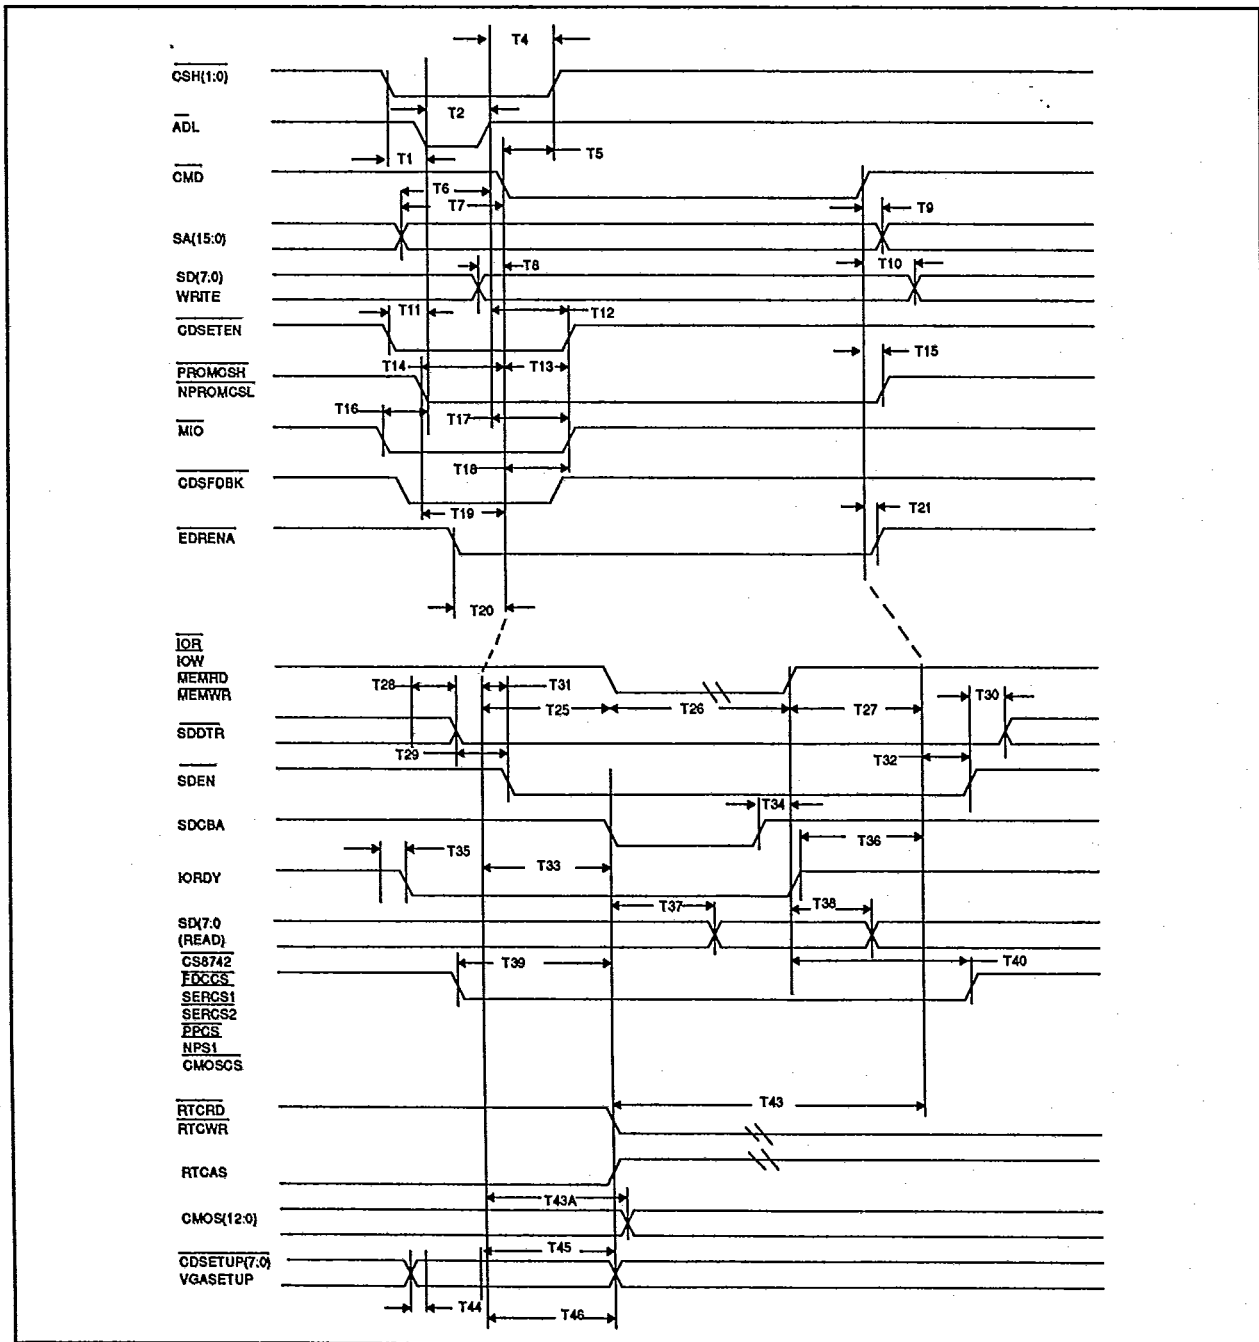 T4
CSH(1:0)
T2
ADL
T1
T5
CMD
T6
T7
T9
SA(15:0)
SD(7:0)
T8
T10
WRITE
T11
T12
CDSETEN
T14
T13
T15
PROMCSH
NPROMCSL
T16
T17
MIO
T18
CDSFDBK
T19
T21
EDRENA
T20
IOR
IOW
MEMRD
T28
T31
T30
MEMWR
T25
T26
T27
SDDTR
T29
T32
SDEN
T34
SDCBA
T36
T35
T33
IORDY
T37
T38
SD(7:0
(READ)
CS8742
T39
T40
FDCCS
SERCS1
SERCS2
PPCS
NPS1
CMOSCS
RTCRD
T43
RTCWR
RTCAS
T43A
CMOS(12:0)
T45
CDSETUP(7:0)
VGASETUP
T44
T46